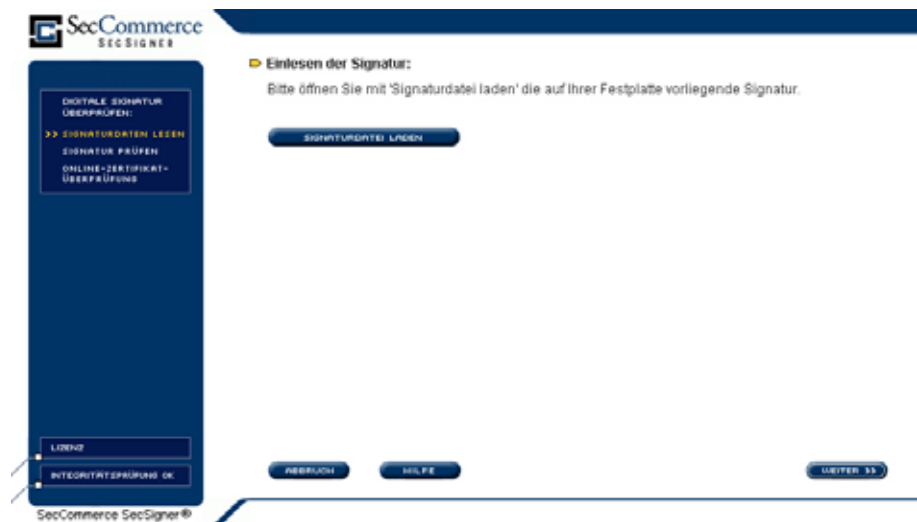 SecCommerce
SECSIGNER
DIGITALE SIGNATUR
ÜBERPRÜFEN:
>> SIGNATURDATEN LESEN
SIGNATUR PRÜFEN
ONLINE-ZERTIFIKAT-
ÜBERPRÜFUNG
Einlesen der Signatur:
Bitte öffnen Sie mit 'Signaturdatei laden' die auf Ihrer Festplatte vorliegende Signatur.
SIGNATURDATEI LADEN
LIZENZ
INTEGRITÄTSPRÜFUNG OK
ABBRUCH
HILFE
WEITER >>
SecCommerce SecSigner®